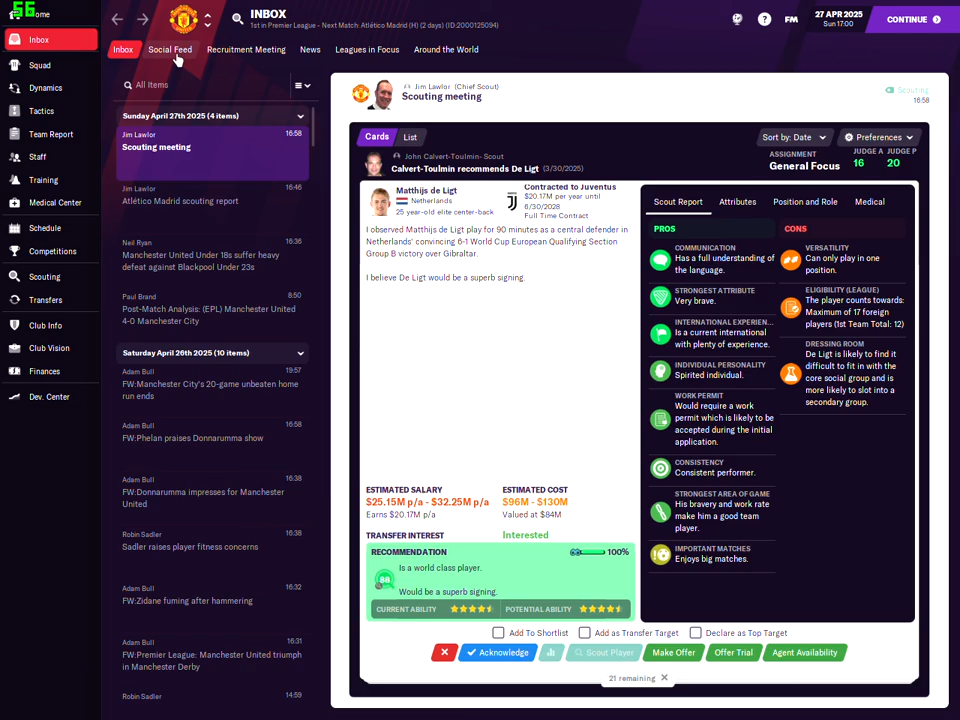 56
ome
INBOX
1st in Premier League - Next Match: Atlético Madrid (H) (2 days) (ID:2000125094)
FM
27 APR 2025
Sun 17:00
CONTINUE
Inbox
Social Feed
Recruitment Meeting
News
Leagues in Focus
Around the World
Inbox
Squad
Dynamics
Tactics
Team Report
Staff
Training
Medical Center
Schedule
Competitions
Scouting
Transfers
Club Info
Club Vision
Finances
Dev. Center
All Items
Sunday April 27th 2025 (4 items)
Jim Lawlor 16:58
Scouting meeting
Jim Lawlor 16:46
Atlético Madrid scouting report
Neil Ryan 16:36
Manchester United Under 18s suffer heavy
defeat against Blackpool Under 23s
Paul Brand 8:50
Post-Match Analysis: (EPL) Manchester United
4-0 Manchester City
Saturday April 26th 2025 (10 items)
Adam Bull 19:57
FW:Manchester City's 20-game unbeaten home
run ends
Adam Bull 16:58
FW:Phelan praises Donnarumma show
Adam Bull 16:38
FW:Donnarumma impresses for Manchester
United
Robin Sadler 16:38
Sadler raises player fitness concerns
Adam Bull 16:32
FW:Zidane fuming after hammering
Adam Bull 16:31
FW:Premier League: Manchester United triumph
in Manchester Derby
Robin Sadler 14:59
Jim Lawlor (Chief Scout)
Scouting meeting
Scouting
16:58
Cards
List
Sort by: Date
Preferences
John Calvert-Toulmin- Scout
Calvert-Toulmin recommends De Ligt (3/30/2025)
ASSIGNMENT
General Focus
JUDGE A
16
JUDGE P
20
Matthijs de Ligt
Netherlands
25 year-old elite center-back
Contracted to Juventus
$20.17M per year until
6/30/2028
Full Time Contract
I observed Matthijs de Ligt play for 90 minutes as a central defender in
Netherlands' convincing 6-1 World Cup European Qualifying Section
Group B victory over Gibraltar.
I believe De Ligt would be a superb signing.
ESTIMATED SALARY
$25.15M p/a - $32.25M p/a
Earns $20.17M p/a
ESTIMATED COST
$96M - $130M
Valued at $84M
TRANSFER INTEREST
Interested
RECOMMENDATION
100%
Is a world class player.
88
Would be a superb signing.
CURRENT ABILITY
POTENTIAL ABILITY
Scout Report
Attributes
Position and Role
Medical
PROS
COMMUNICATION
Has a full understanding of
the language.
STRONGEST ATTRIBUTE
Very brave.
INTERNATIONAL EXPERIEN...
Is a current international
with plenty of experience.
INDIVIDUAL PERSONALITY
Spirited individual.
WORK PERMIT
Would require a work
permit which is likely to be
accepted during the initial
application.
CONSISTENCY
Consistent performer.
STRONGEST AREA OF GAME
His bravery and work rate
make him a good team
player.
IMPORTANT MATCHES
Enjoys big matches.
CONS
VERSATILITY
Can only play in one
position.
ELIGIBILITY (LEAGUE)
The player counts towards:
Maximum of 17 foreign
players (1st Team Total: 12)
DRESSING ROOM
De Ligt is likely to find it
difficult to fit in with the
core social group and is
more likely to slot into a
secondary group.
Add To Shortlist
Add as Transfer Target
Declare as Top Target
Acknowledge
Scout Player
Make Offer
Offer Trial
Agent Availability
21 remaining